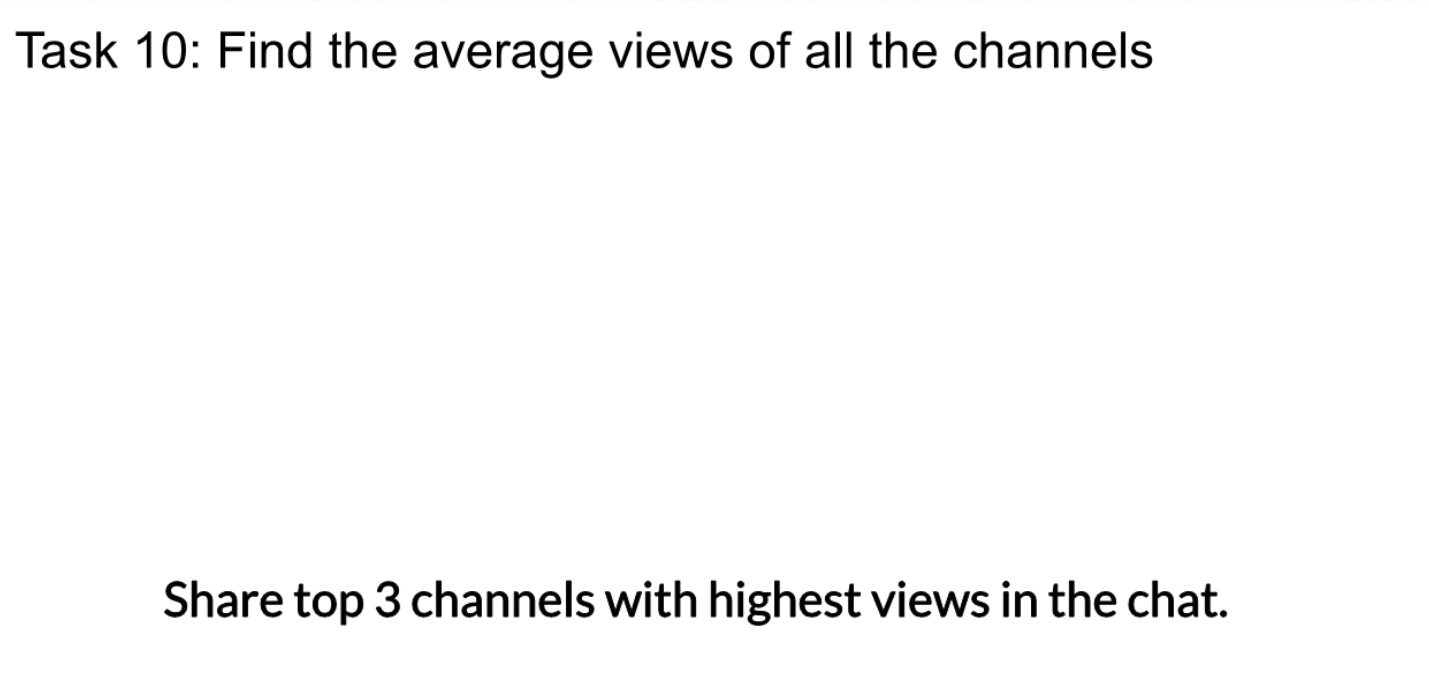 Task 10: Find the average views of all the channels
Share top 3 channels with highest views in the chat.